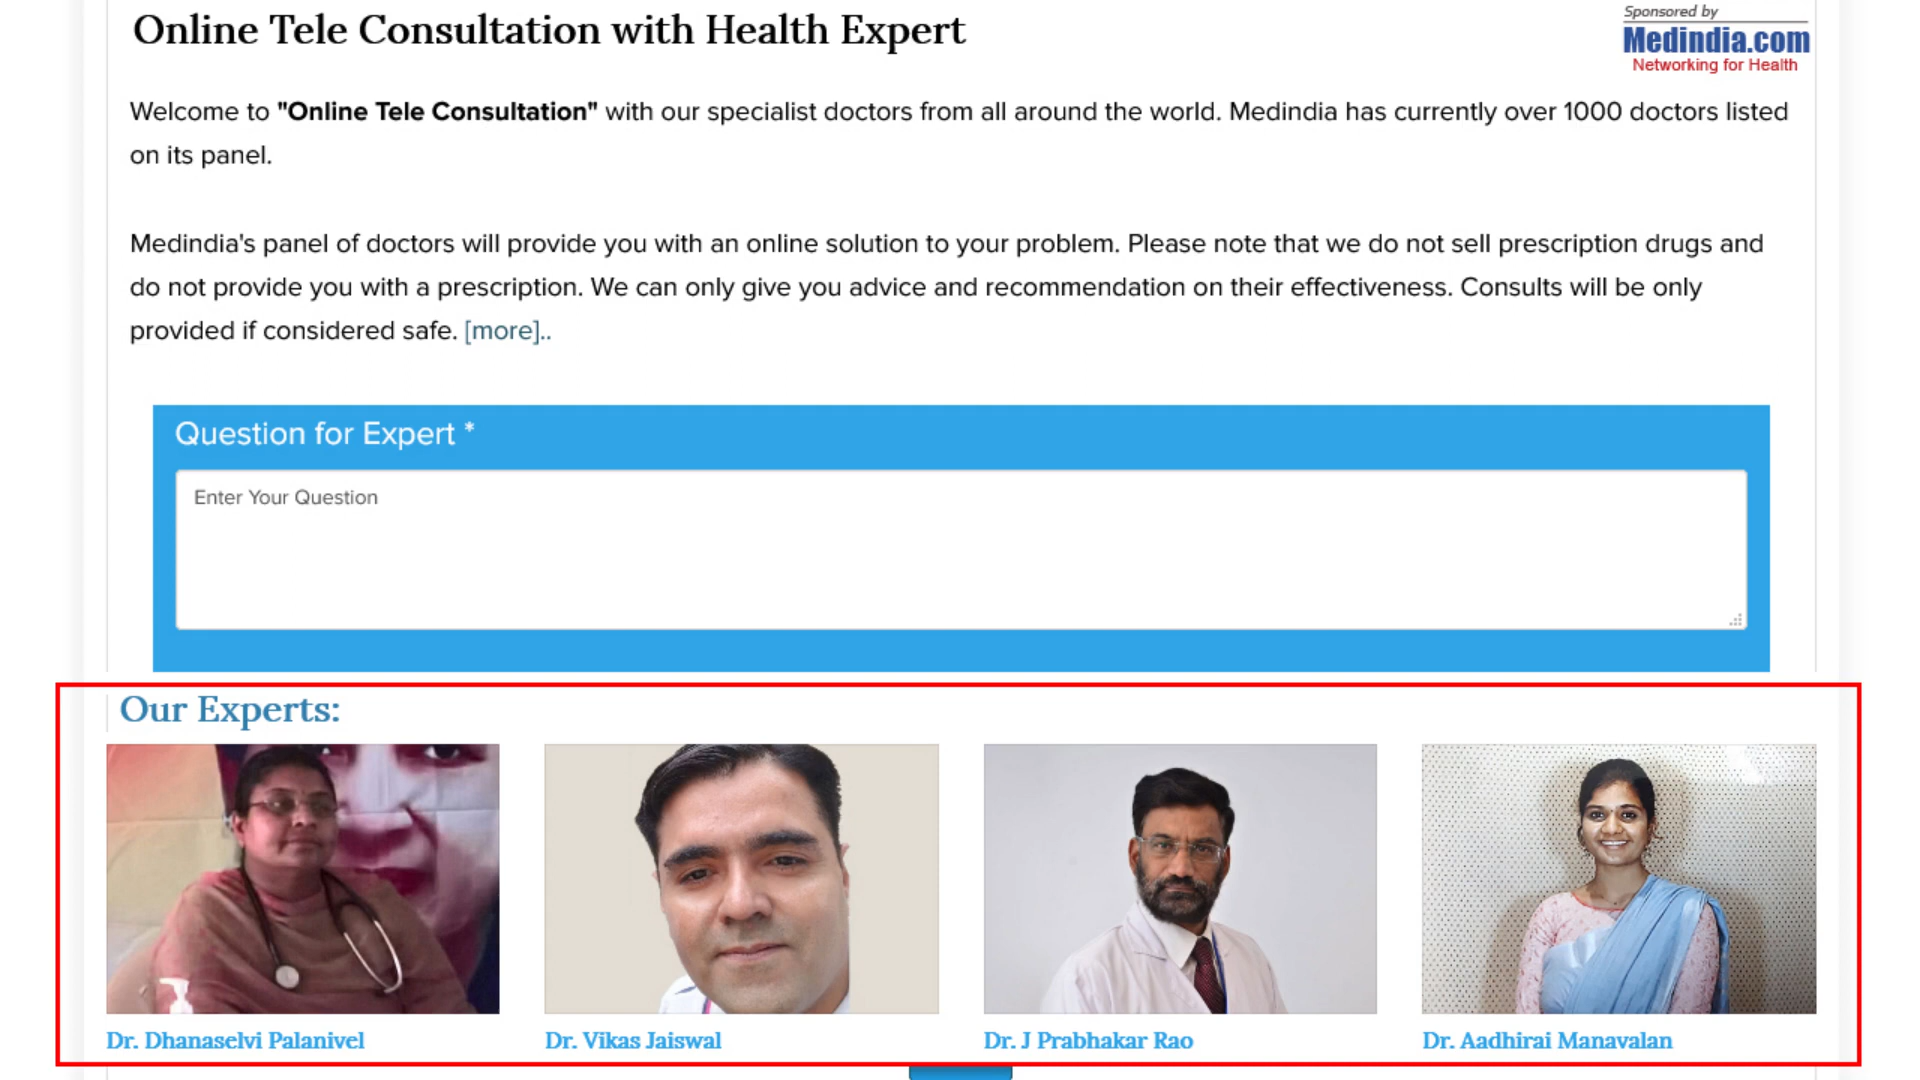 Online Tele Consultation with Health Expert
Sponsored by
Medindia.com
Networking for Health
Welcome to "Online Tele Consultation" with our specialist doctors from all around the world. Medindia has currently over 1000 doctors listed
on its panel.
Medindia's panel of doctors will provide you with an online solution to your problem. Please note that we do not sell prescription drugs and
do not provide you with a prescription. We can only give you advice and recommendation on their effectiveness. Consults will be only
provided if considered safe. [more]..
Question for Expert *
Enter Your Question
Our Experts:
Dr. Dhanaselvi Palanivel
Dr. Vikas Jaiswal
Dr. J Prabhakar Rao
Dr. Aadhirai Manavalan